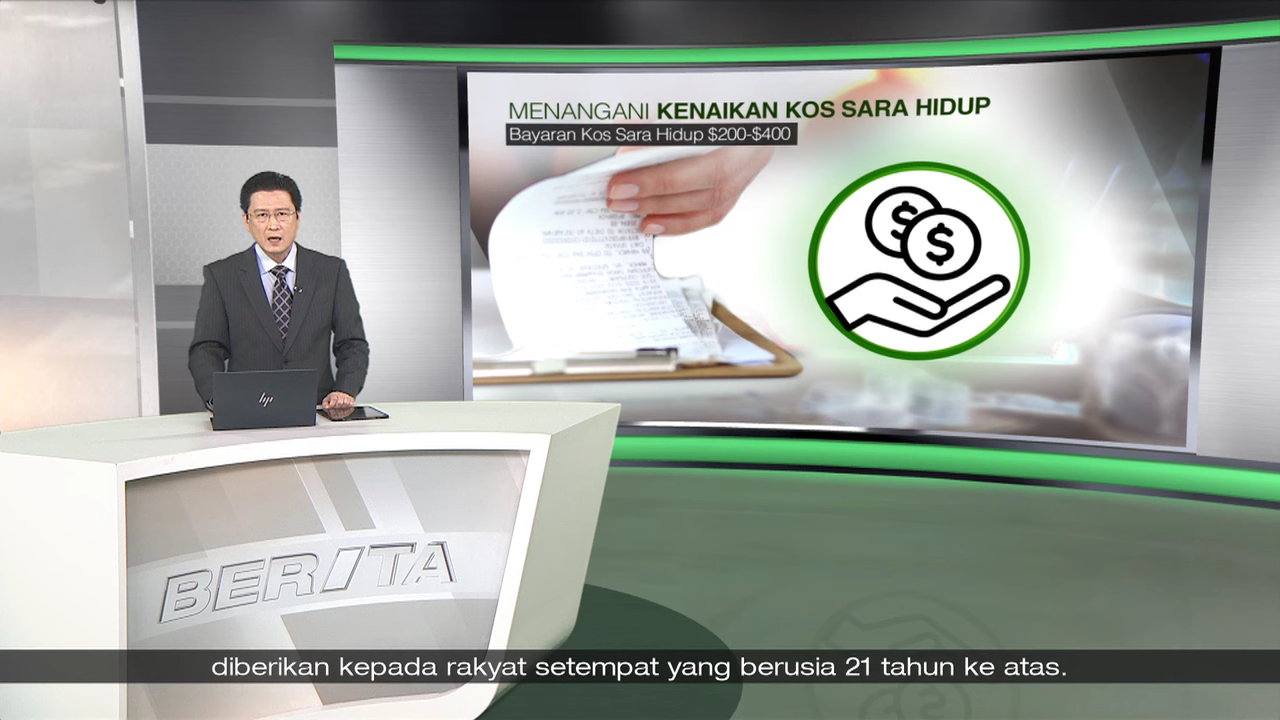 MENANGANI KENAIKAN KOS SARA HIDUP
Bayaran Kos Sara Hidup $200-$400
hp
BERITA
diberikan kepada rakyat setempat yang berusia 21 tahun ke atas.